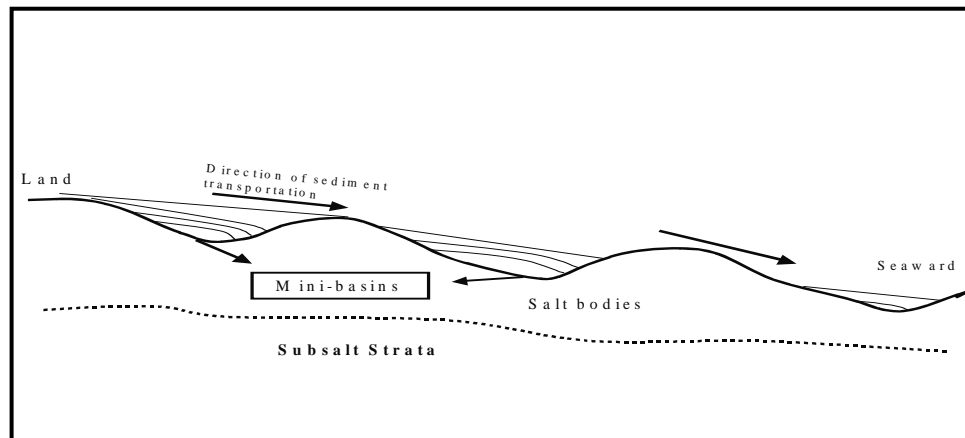 Land
Direction of sediment
transportation
Seaward
Mini-basins
Salt bodies
Subsalt Strata